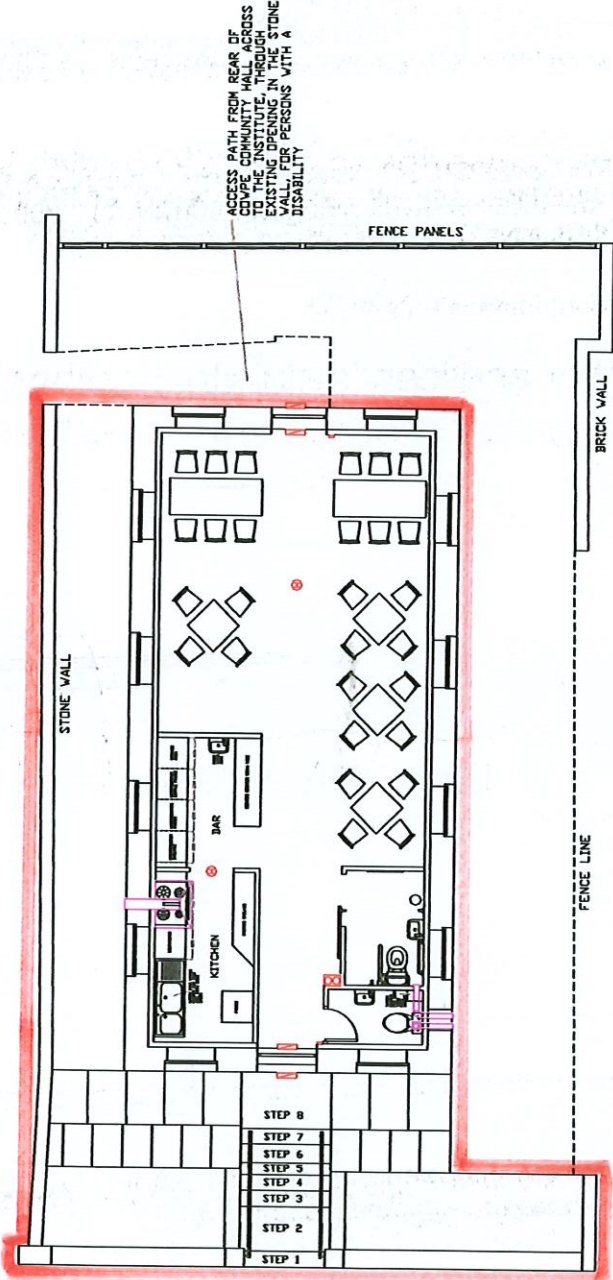 ACCESS PATH FROM REAR OF
COWPE COMMUNITY HALL ACROSS
TO THE INSTITUTE, THROUGH
EXISTING OPENING IN THE STONE
WALL, FOR PERSONS WITH A
DISABILITY
FENCE PANELS
BRICK WALL
STONE WALL
BAR
KITCHEN
FENCE LINE
STEP 8
STEP 7
STEP 6
STEP 5
STEP 4
STEP 3
STEP 2
STEP 1